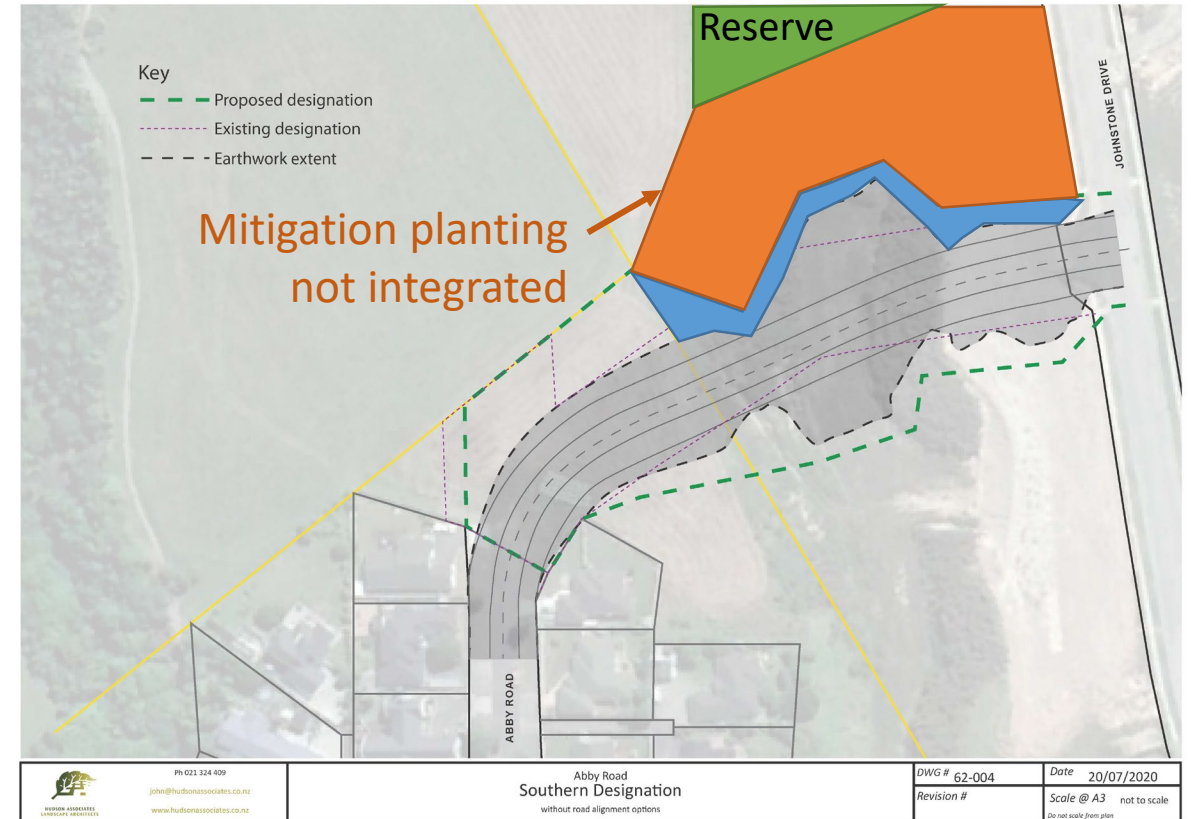 Reserve
Key
Proposed designation
Existing designation
Earthwork extent
JOHNSTONE DRIVE
Mitigation planting
not integrated
ABBY ROAD
HUDSON ASSOCIATES
LANDSCAPE ARCHITECTS
Ph 021 324 409
john@hudsonassociates.co.nz
www.hudsonassociates.co.nz
Abby Road
Southern Designation
without road alignment options
DWG # 62-004
Revision #
Date 20/07/2020
Scale @ A3 not to scale
Do not scale from plan